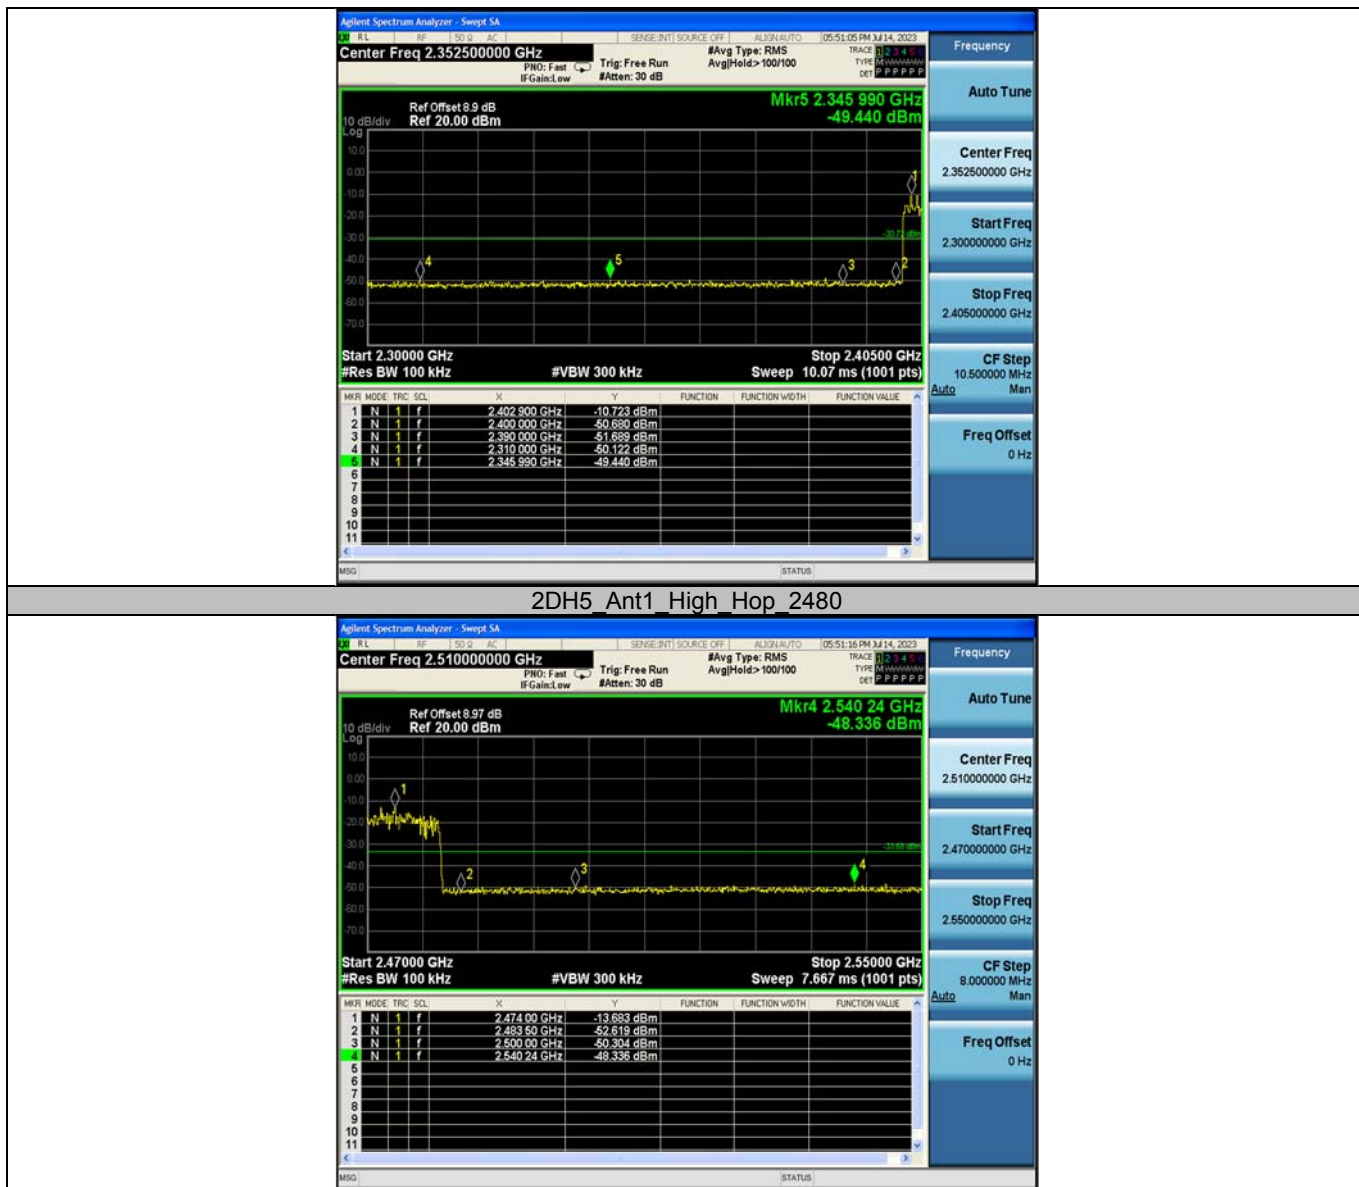 Agilent Spectrum Analyzer - Swept SA
RL RF 50 Ω AC SENSE:INT SOURCE OFF ALIGN AUTO 05:51:05 PM Jul 14, 2023
Center Freq 2.352500000 GHz
PNO: Fast
IFGain:Low
Trig: Free Run
#Atten: 30 dB
#Avg Type: RMS
Avg|Hold:>100/100
TRACE 1 2 3 4 5 6
TYPE M
DET P P P P P P
Frequency
Auto Tune
Center Freq
2.352500000 GHz
Start Freq
2.300000000 GHz
Stop Freq
2.405000000 GHz
CF Step
10.500000 MHz
Auto Man
Freq Offset
0 Hz
Mkr5 2.345 990 GHz
-49.440 dBm
Ref Offset 8.9 dB
10 dB/div Ref 20.00 dBm
Log
10.0
0.00
-10.0
-20.0
-30.0
-40.0
-50.0
-60.0
-70.0
-30.72 dBm
1
4
5
3
2
Start 2.30000 GHz Stop 2.40500 GHz
#Res BW 100 kHz #VBW 300 kHz Sweep 10.07 ms (1001 pts)
MKR MODE TRC SCL X Y FUNCTION FUNCTION WIDTH FUNCTION VALUE
1 N 1 f 2.402 900 GHz -10.723 dBm
2 N 1 f 2.400 000 GHz -50.680 dBm
3 N 1 f 2.390 000 GHz -51.689 dBm
4 N 1 f 2.310 000 GHz -50.122 dBm
5 N 1 f 2.345 990 GHz -49.440 dBm
6
7
8
9
10
11
MSG STATUS
2DH5_Ant1_High_Hop_2480
Agilent Spectrum Analyzer - Swept SA
RL RF 50 Ω AC SENSE:INT SOURCE OFF ALIGN AUTO 05:51:16 PM Jul 14, 2023
Center Freq 2.510000000 GHz
PNO: Fast
IFGain:Low
Trig: Free Run
#Atten: 30 dB
#Avg Type: RMS
Avg|Hold:>100/100
TRACE 1 2 3 4 5 6
TYPE M
DET P P P P P P
Frequency
Auto Tune
Center Freq
2.510000000 GHz
Start Freq
2.470000000 GHz
Stop Freq
2.550000000 GHz
CF Step
8.000000 MHz
Auto Man
Freq Offset
0 Hz
Mkr4 2.540 24 GHz
-48.336 dBm
Ref Offset 8.97 dB
10 dB/div Ref 20.00 dBm
Log
10.0
0.00
-10.0
-20.0
-30.0
-40.0
-50.0
-60.0
-70.0
-33.68 dBm
1
2
3
4
Start 2.47000 GHz Stop 2.55000 GHz
#Res BW 100 kHz #VBW 300 kHz Sweep 7.667 ms (1001 pts)
MKR MODE TRC SCL X Y FUNCTION FUNCTION WIDTH FUNCTION VALUE
1 N 1 f 2.474 00 GHz -13.683 dBm
2 N 1 f 2.483 50 GHz -52.619 dBm
3 N 1 f 2.500 00 GHz -50.304 dBm
4 N 1 f 2.540 24 GHz -48.336 dBm
5
6
7
8
9
10
11
MSG STATUS